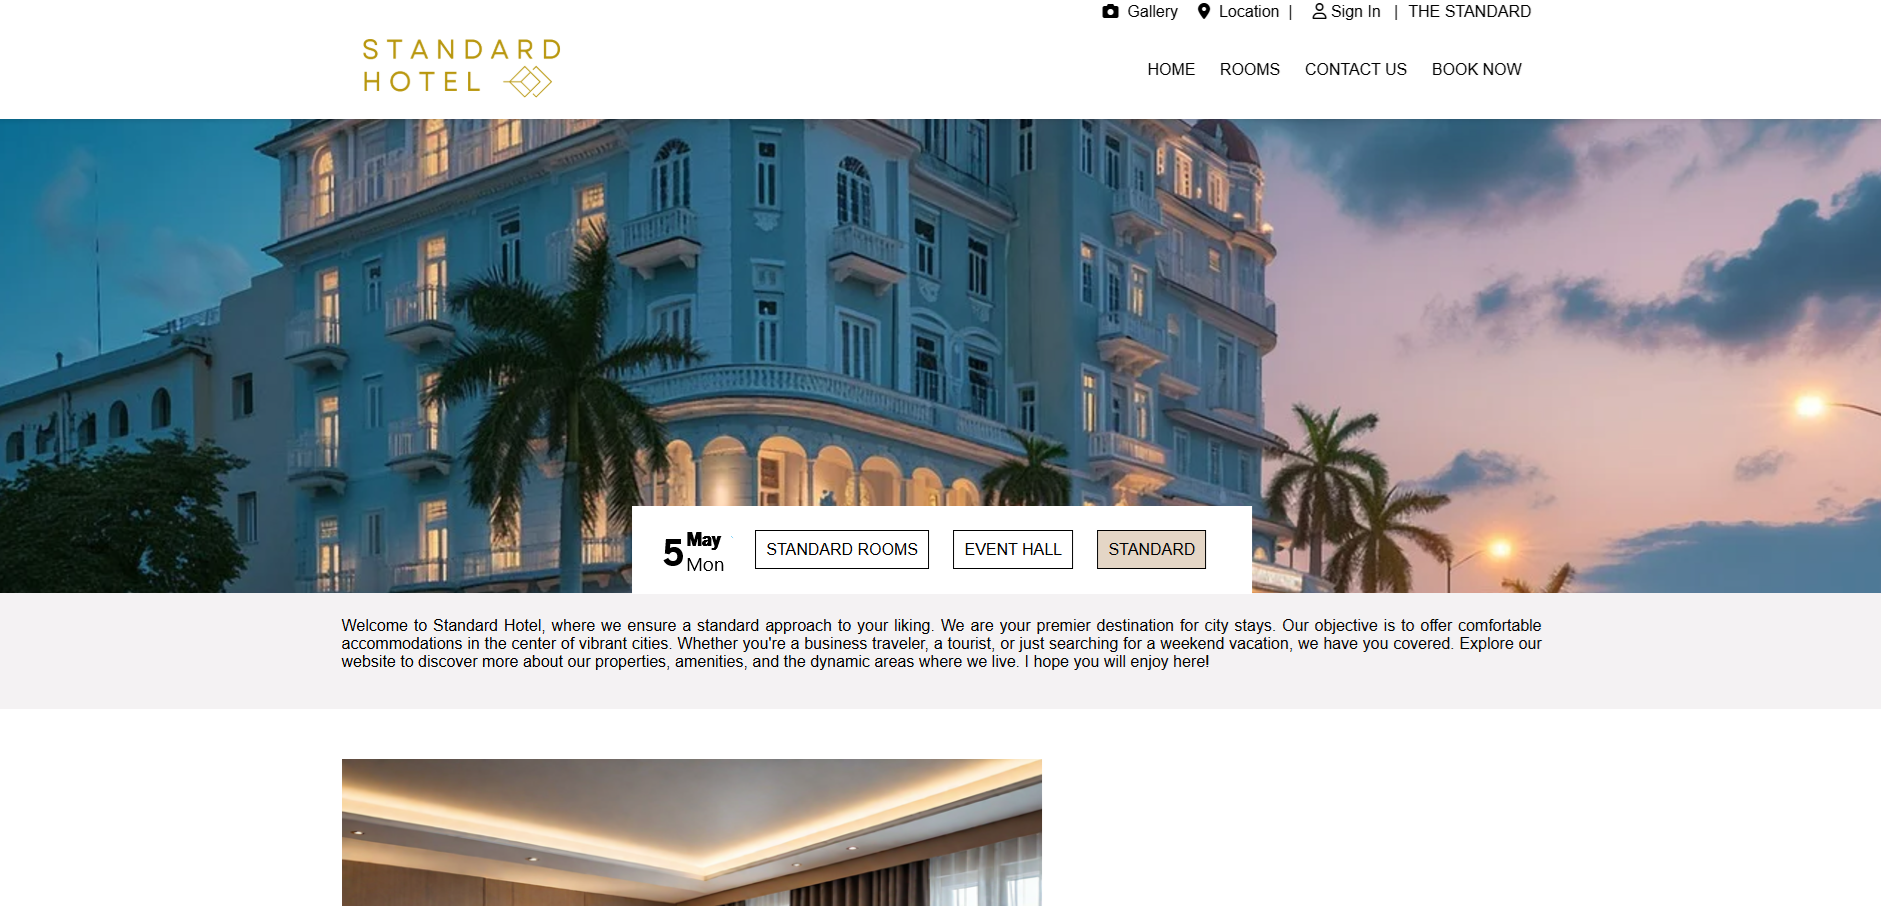 Gallery Location | Sign In | THE STANDARD
STANDARD
HOTEL
HOME ROOMS CONTACT US BOOK NOW
5 May
Mon
STANDARD ROOMS EVENT HALL STANDARD
Welcome to Standard Hotel, where we ensure a standard approach to your liking. We are your premier destination for city stays. Our objective is to offer comfortable
accommodations in the center of vibrant cities. Whether you're a business traveler, a tourist, or just searching for a weekend vacation, we have you covered. Explore our
website to discover more about our properties, amenities, and the dynamic areas where we live. I hope you will enjoy here!